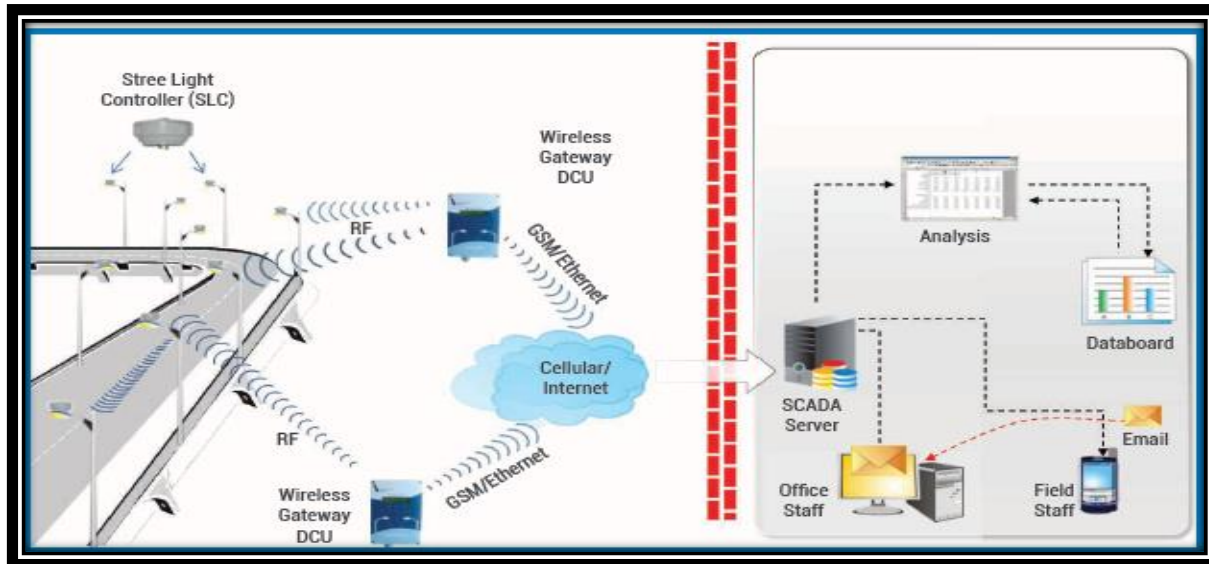 Stree Light
Controller (SLC)
Wireless
Gateway
DCU
RF
GSM/Ethernet
Cellular/
Internet
RF
GSM/Ethernet
Wireless
Gateway
DCU
Analysis
Databoard
SCADA
Server
Email
Office
Staff
Field
Staff